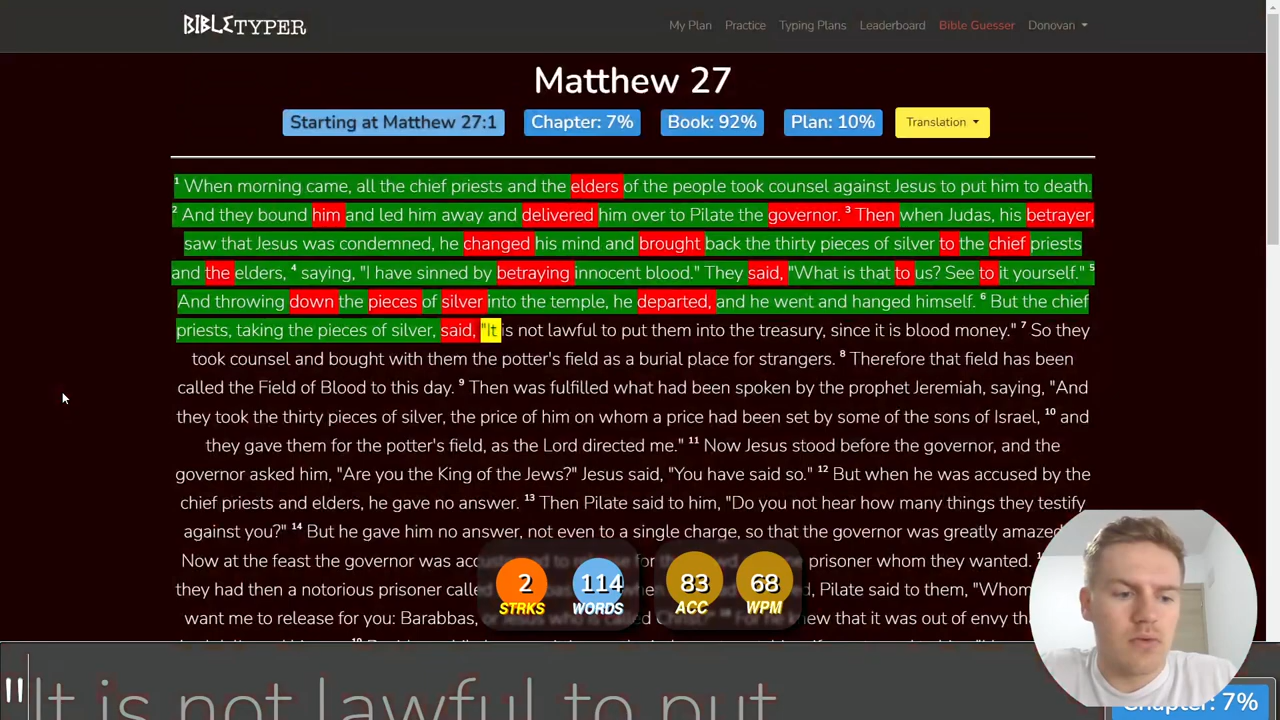 BIBLETYPER
My Plan Practice Typing Plans Leaderboard Bible Guesser Donovan
Matthew 27
Starting at Matthew 27:1 Chapter: 7% Book: 92% Plan: 10% Translation
1 When morning came, all the chief priests and the elders of the people took counsel against Jesus to put him to death.
2 And they bound him and led him away and delivered him over to Pilate the governor. 3 Then when Judas, his betrayer,
saw that Jesus was condemned, he changed his mind and brought back the thirty pieces of silver to the chief priests
and the elders, 4 saying, "I have sinned by betraying innocent blood." They said, "What is that to us? See to it yourself." 5
And throwing down the pieces of silver into the temple, he departed, and he went and hanged himself. 6 But the chief
priests, taking the pieces of silver, said, "It is not lawful to put them into the treasury, since it is blood money." 7 So they
took counsel and bought with them the potter's field as a burial place for strangers. 8 Therefore that field has been
called the Field of Blood to this day. 9 Then was fulfilled what had been spoken by the prophet Jeremiah, saying, "And
they took the thirty pieces of silver, the price of him on whom a price had been set by some of the sons of Israel, 10 and
they gave them for the potter's field, as the Lord directed me." 11 Now Jesus stood before the governor, and the
governor asked him, "Are you the King of the Jews?" Jesus said, "You have said so." 12 But when he was accused by the
chief priests and elders, he gave no answer. 13 Then Pilate said to him, "Do you not hear how many things they testify
against you?" 14 But he gave him no answer, not even to a single charge, so that the governor was greatly amazed.
Now at the feast the governor was for prisoner whom they wanted.
they had then a notorious prisoner called Pilate said to them, "Whom
want me to release for you: Barabbas, knew that it was out of envy that
2 114 83 68
STRKS WORDS ACC WPM
"It is not lawful to put
Chapter: 7%